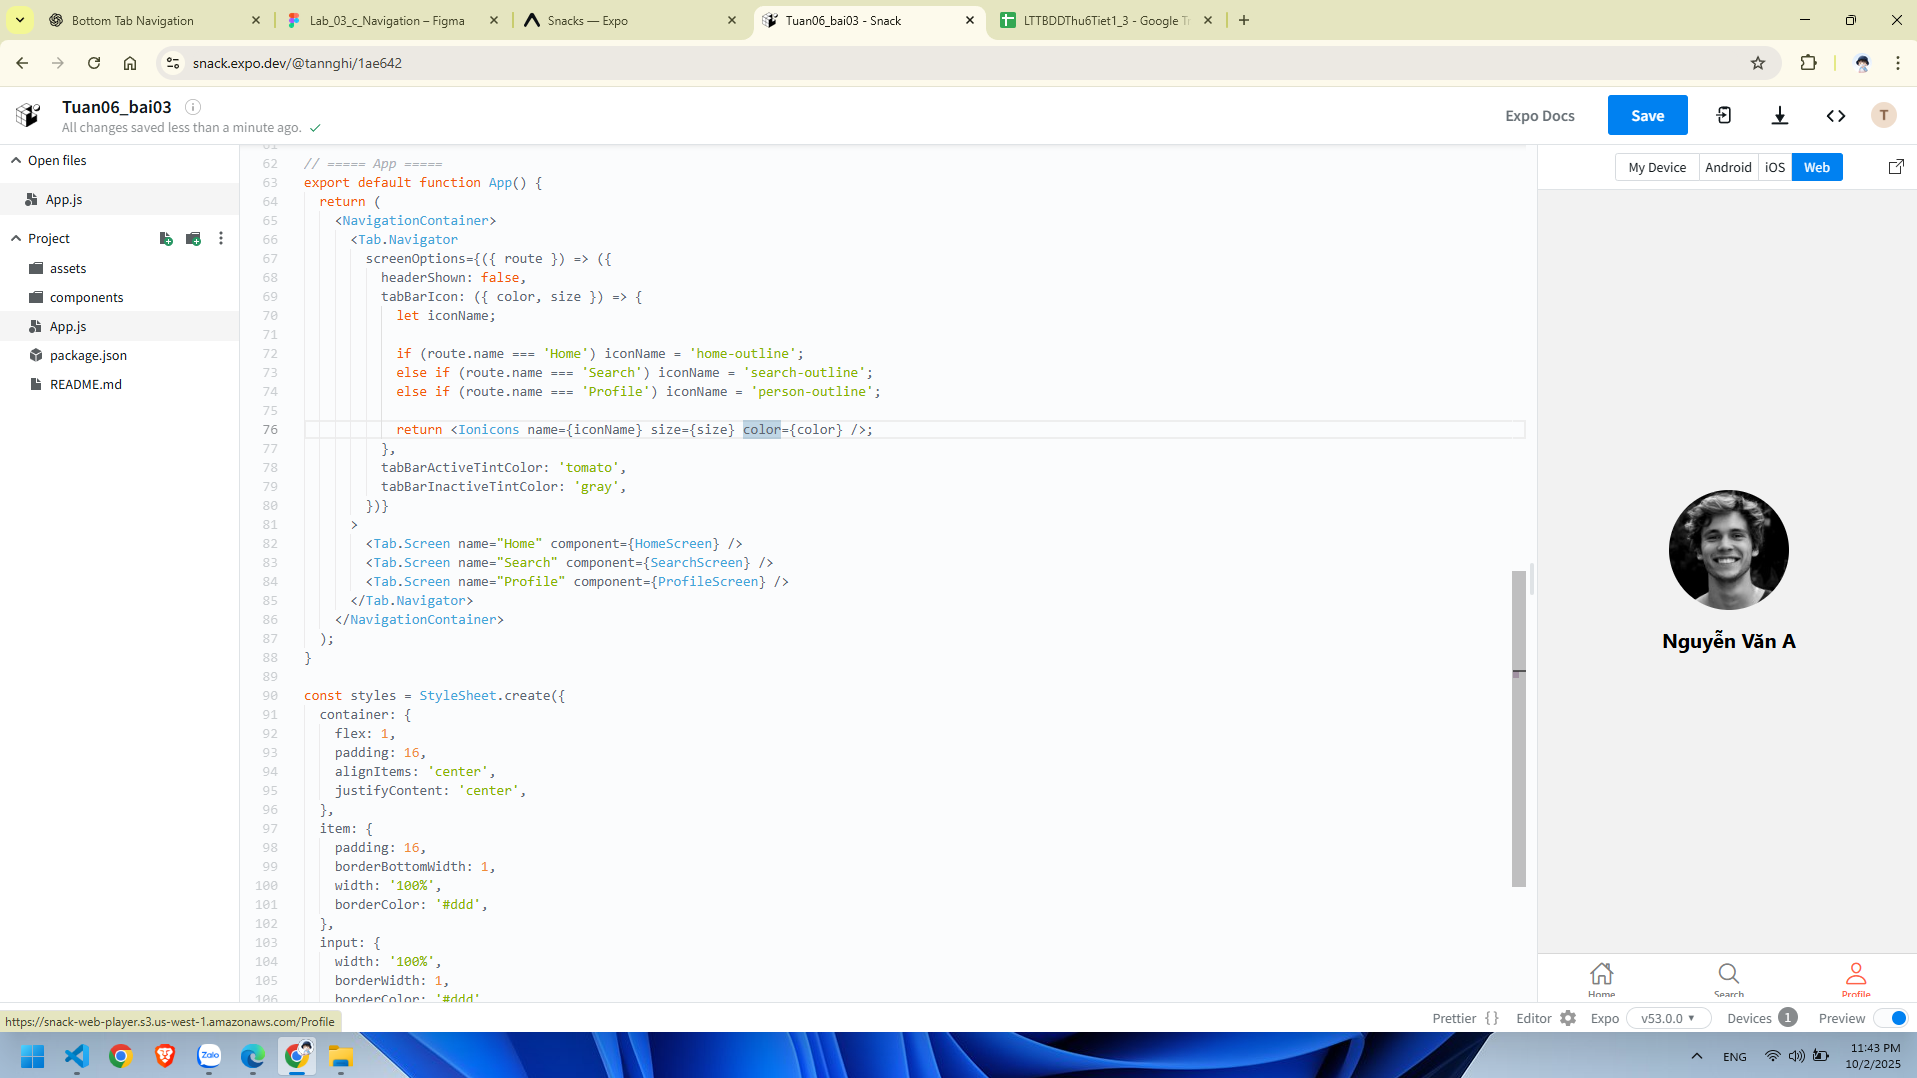 Bottom Tab Navigation
Lab_03_c_Navigation – Figma
Snacks — Expo
Tuan06_bai03 - Snack
LTTBDDThu6Tiet1_3 - Google Tr
snack.expo.dev/@tannghi/1ae642
Tuan06_bai03
All changes saved less than a minute ago.
Expo Docs
Save
T
Open files
App.js
Project
assets
components
App.js
package.json
README.md
61
62 // ===== App =====
63 export default function App() {
64 return (
65 <NavigationContainer>
66 <Tab.Navigator
67 screenOptions={({ route }) => ({
68 headerShown: false,
69 tabBarIcon: ({ color, size }) => {
70 let iconName;
71
72 if (route.name === 'Home') iconName = 'home-outline';
73 else if (route.name === 'Search') iconName = 'search-outline';
74 else if (route.name === 'Profile') iconName = 'person-outline';
75
76 return <Ionicons name={iconName} size={size} color={color} />;
77 },
78 tabBarActiveTintColor: 'tomato',
79 tabBarInactiveTintColor: 'gray',
80 })}
81 >
82 <Tab.Screen name="Home" component={HomeScreen} />
83 <Tab.Screen name="Search" component={SearchScreen} />
84 <Tab.Screen name="Profile" component={ProfileScreen} />
85 </Tab.Navigator>
86 </NavigationContainer>
87 );
88 }
89
90 const styles = StyleSheet.create({
91 container: {
92 flex: 1,
93 padding: 16,
94 alignItems: 'center',
95 justifyContent: 'center',
96 },
97 item: {
98 padding: 16,
99 borderBottomWidth: 1,
100 width: '100%',
101 borderColor: '#ddd',
102 },
103 input: {
104 width: '100%',
105 borderWidth: 1,
106 borderColor: '#ddd'
My Device
Android
iOS
Web
Nguyễn Văn A
Home
Search
Profile
https://snack-web-player.s3.us-west-1.amazonaws.com/Profile
Prettier { }
Editor
Expo
v53.0.0
Devices 1
Preview
Zalo
ENG
11:43 PM
10/2/2025